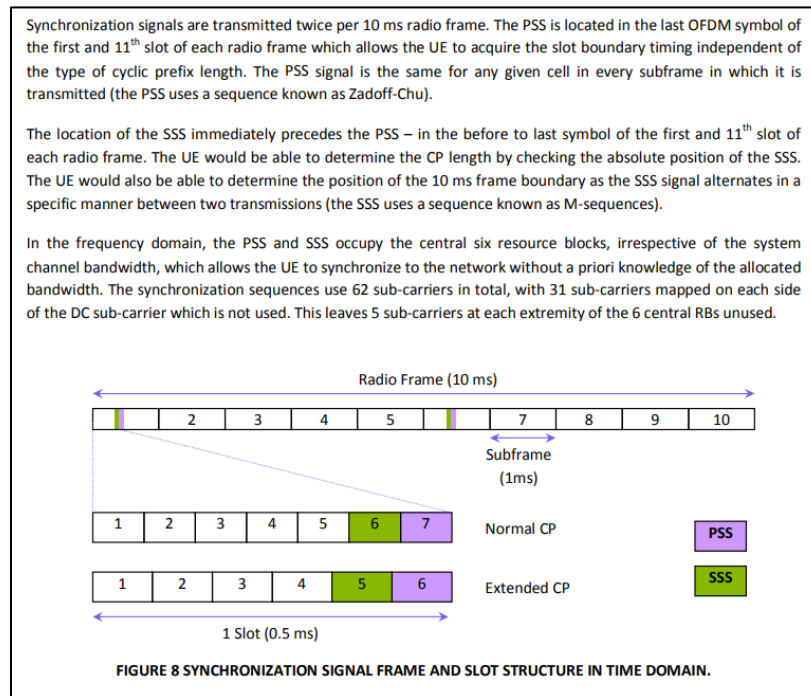 Synchronization signals are transmitted twice per 10 ms radio frame. The PSS is located in the last OFDM symbol of
the first and 11th slot of each radio frame which allows the UE to acquire the slot boundary timing independent of
the type of cyclic prefix length. The PSS signal is the same for any given cell in every subframe in which it is
transmitted (the PSS uses a sequence known as Zadoff-Chu).
The location of the SSS immediately precedes the PSS – in the before to last symbol of the first and 11th slot of
each radio frame. The UE would be able to determine the CP length by checking the absolute position of the SSS.
The UE would also be able to determine the position of the 10 ms frame boundary as the SSS signal alternates in a
specific manner between two transmissions (the SSS uses a sequence known as M-sequences).
In the frequency domain, the PSS and SSS occupy the central six resource blocks, irrespective of the system
channel bandwidth, which allows the UE to synchronize to the network without a priori knowledge of the allocated
bandwidth. The synchronization sequences use 62 sub-carriers in total, with 31 sub-carriers mapped on each side
of the DC sub-carrier which is not used. This leaves 5 sub-carriers at each extremity of the 6 central RBs unused.
Radio Frame (10 ms)
2 3 4 5 7 8 9 10
Subframe
(1ms)
1 2 3 4 5 6 7 Normal CP PSS
1 2 3 4 5 6 Extended CP SSS
1 Slot (0.5 ms)
FIGURE 8 SYNCHRONIZATION SIGNAL FRAME AND SLOT STRUCTURE IN TIME DOMAIN.